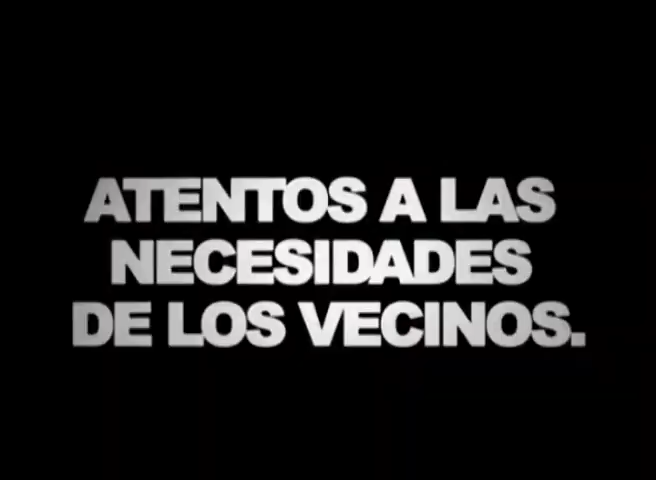 ATENTOS A LAS
NECESIDADES
DE LOS VECINOS.